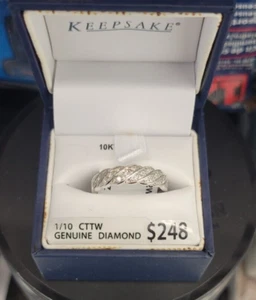 KEEPSAKE®
10K
1/10 CTTW
GENUINE DIAMOND $248